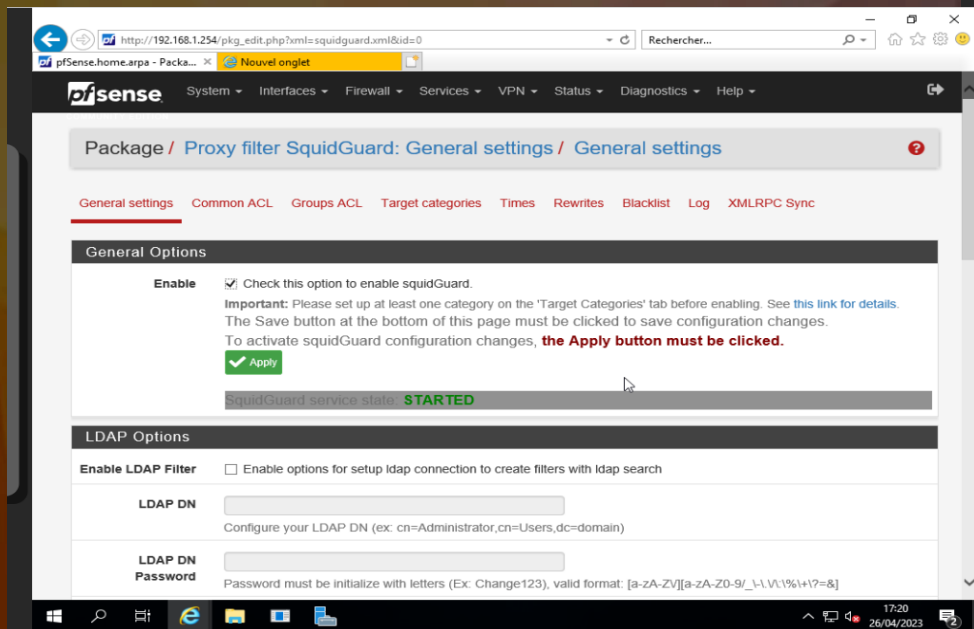 http://192.168.1.254/pkg_edit.php?xml=squidguard.xml&id=0
Rechercher...
pfSense.home.arpa - Packa...
Nouvel onglet
pfsense
System
Interfaces
Firewall
Services
VPN
Status
Diagnostics
Help
Package / Proxy filter SquidGuard: General settings / General settings
General settings
Common ACL
Groups ACL
Target categories
Times
Rewrites
Blacklist
Log
XMLRPC Sync
General Options
Enable
Check this option to enable squidGuard.
Important: Please set up at least one category on the 'Target Categories' tab before enabling. See this link for details.
The Save button at the bottom of this page must be clicked to save configuration changes.
To activate squidGuard configuration changes, the Apply button must be clicked.
Apply
SquidGuard service state: STARTED
LDAP Options
Enable LDAP Filter
Enable options for setup ldap connection to create filters with ldap search
LDAP DN
Configure your LDAP DN (ex: cn=Administrator,cn=Users,dc=domain)
LDAP DN
Password
Password must be initialize with letters (Ex: Change123), valid format: [a-zA-Z\/][a-zA-Z0-9/_\-\.\/\:\%\+\?=&]
17:20
26/04/2023
2